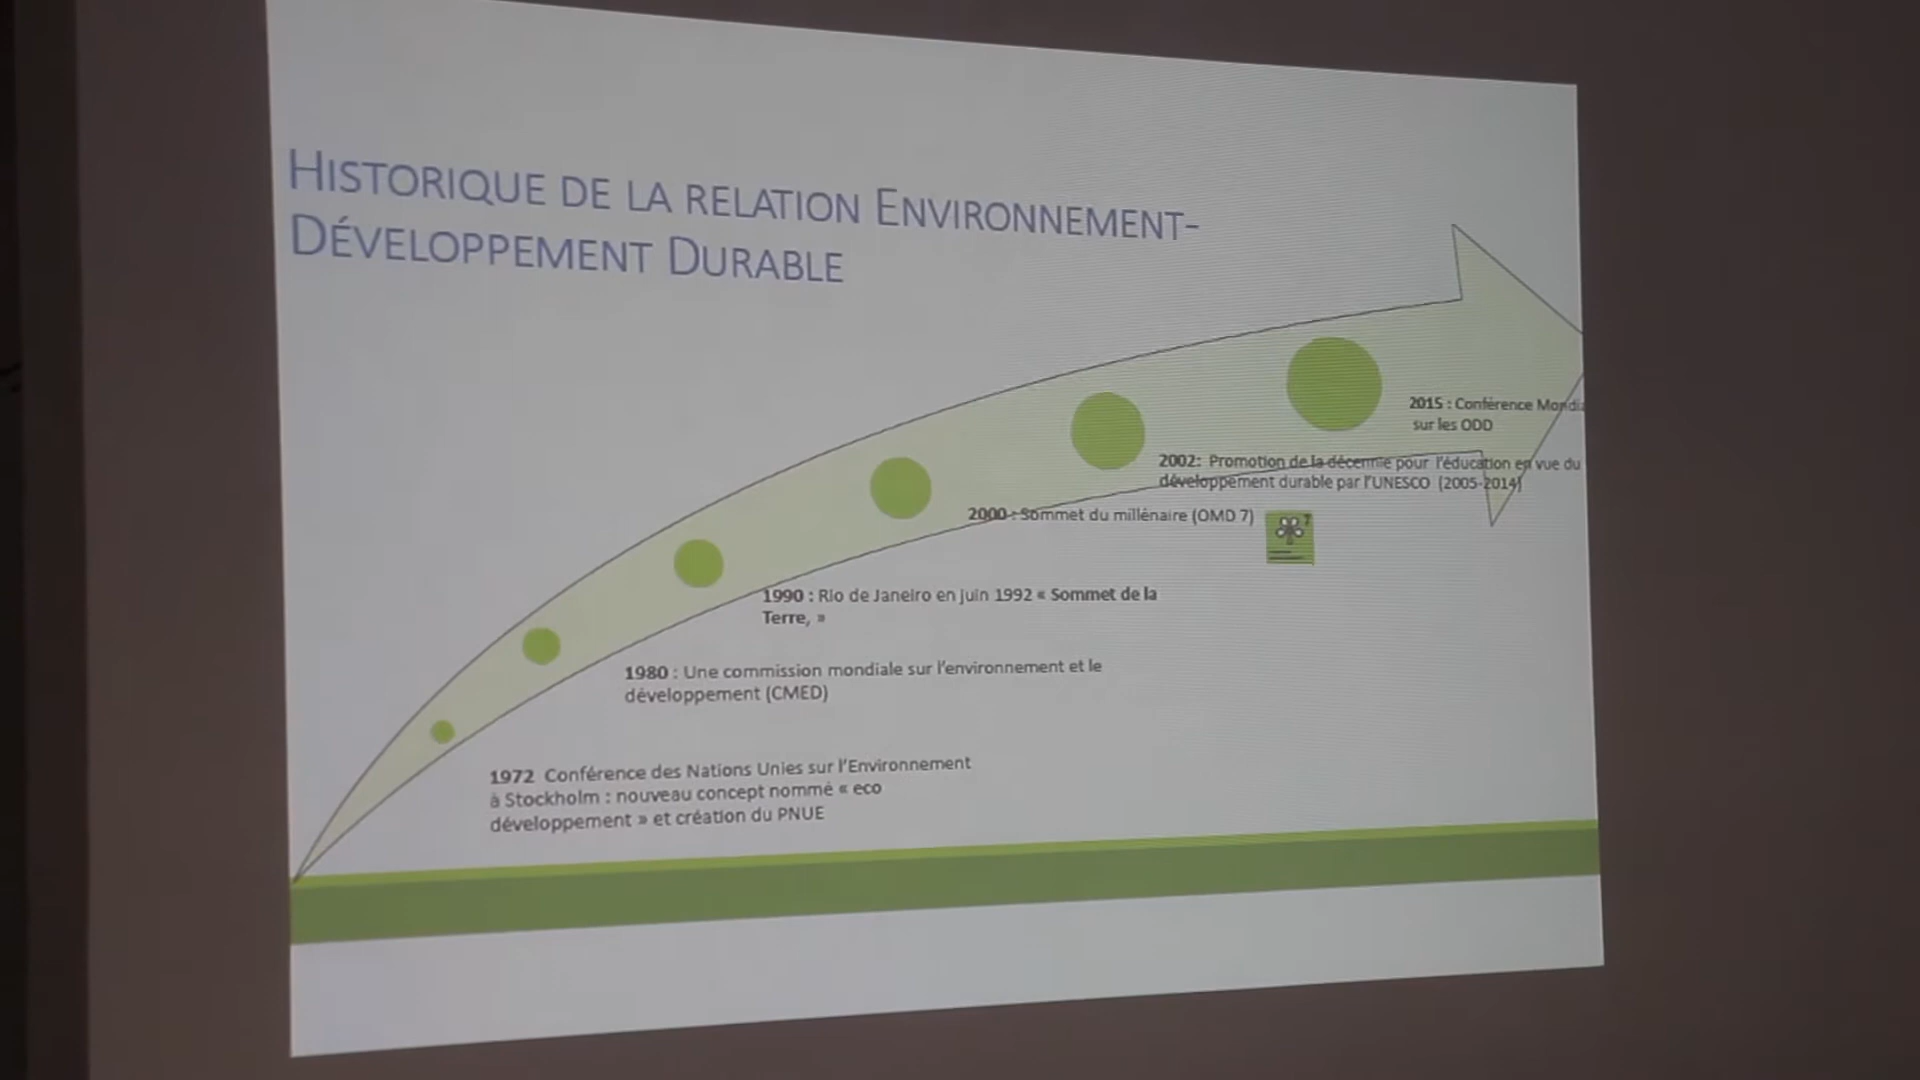 HISTORIQUE DE LA RELATION ENVIRONNEMENT-
DÉVELOPPEMENT DURABLE
2015 : Conférence Mondia
sur les ODD
2002: Promotion de la décennie pour l'éducation en vue du
développement durable par l'UNESCO (2005-2014)
2000 : Sommet du millénaire (OMD 7)
7
1990 : Rio de Janeiro en juin 1992 « Sommet de la
Terre, »
1980 : Une commission mondiale sur l'environnement et le
développement (CMED)
1972 Conférence des Nations Unies sur l'Environnement
à Stockholm : nouveau concept nommé « eco
développement » et création du PNUE